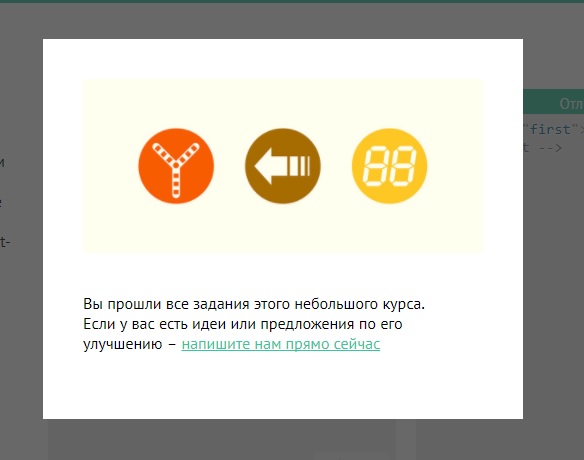 Отл
"first">
и
t -->
е
t-
88
Вы прошли все задания этого небольшого курса.
Если у вас есть идеи или предложения по его
улучшению – напишите нам прямо сейчас